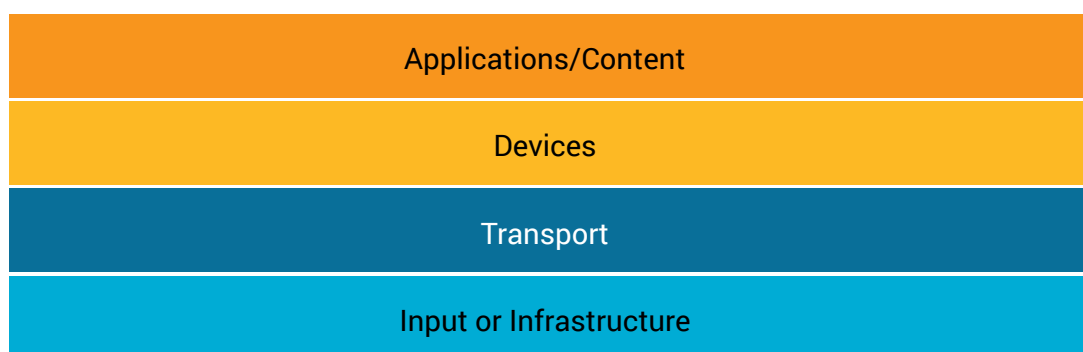 Applications/Content
Devices
Transport
Input or Infrastructure